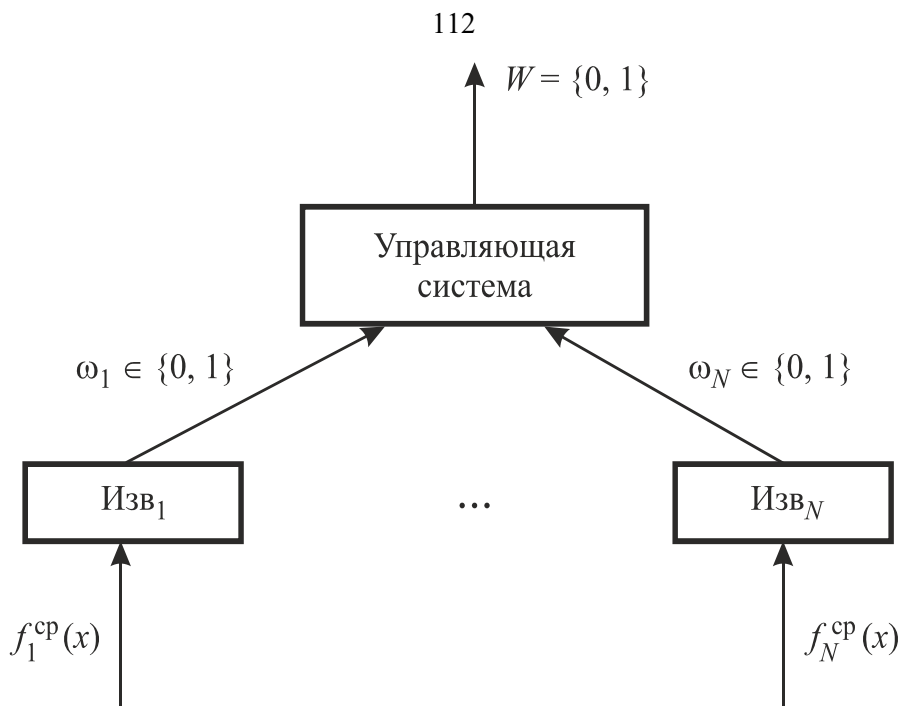 112
W = {0, 1}
Управляющая
система
ω₁ ∈ {0, 1}
ω_N ∈ {0, 1}
Изв₁
...
Изв_N
f₁^ср(x)
f_N^ср(x)